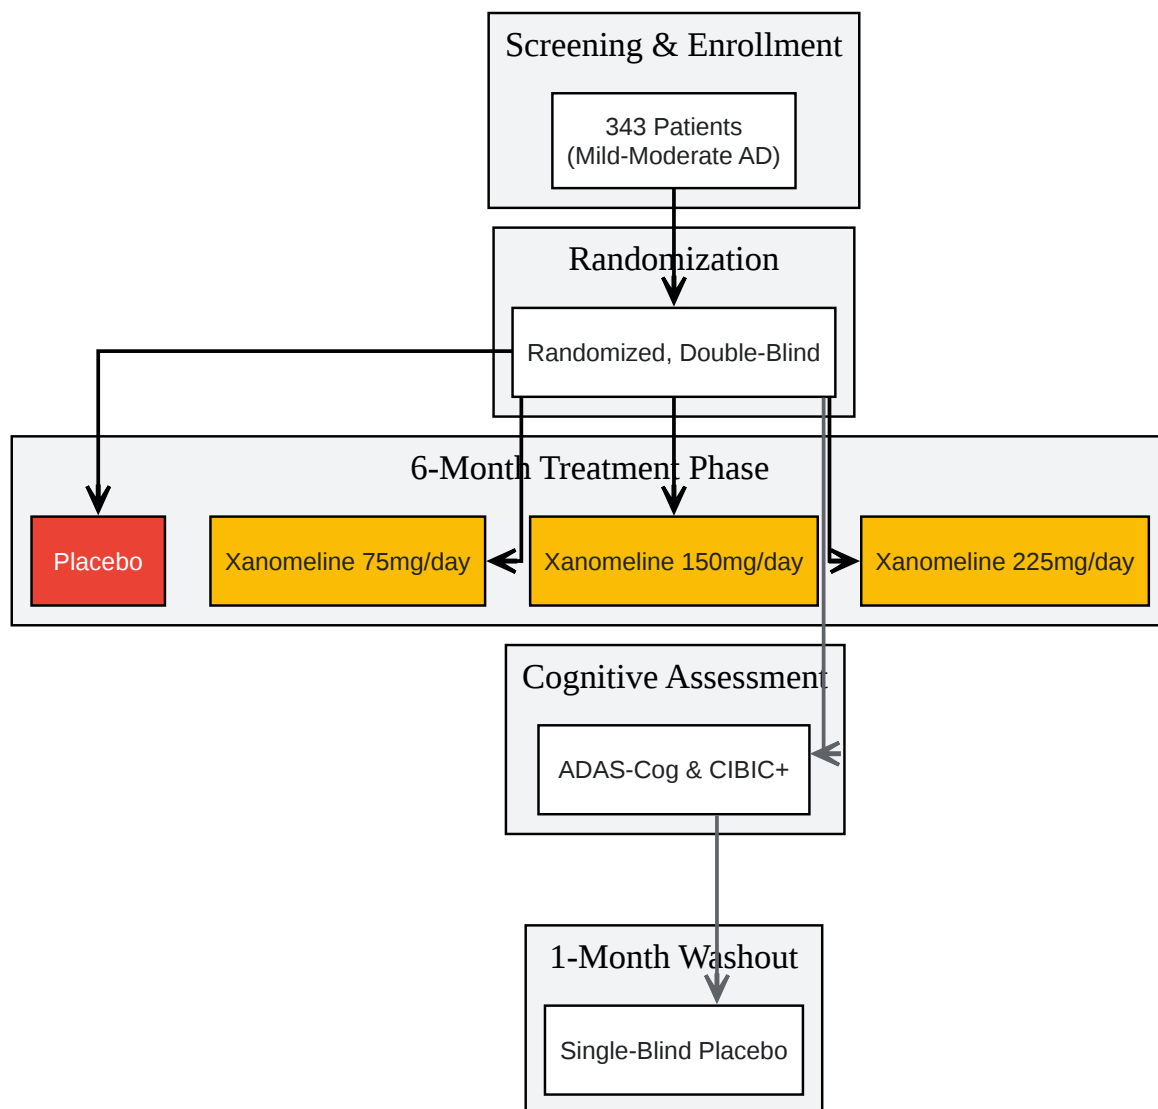 Screening & Enrollment
343 Patients
(Mild-Moderate AD)
Randomization
Randomized, Double-Blind
6-Month Treatment Phase
Placebo
Xanomeline 75mg/day
Xanomeline 150mg/day
Xanomeline 225mg/day
Cognitive Assessment
ADAS-Cog & CIBIC+
1-Month Washout
Single-Blind Placebo